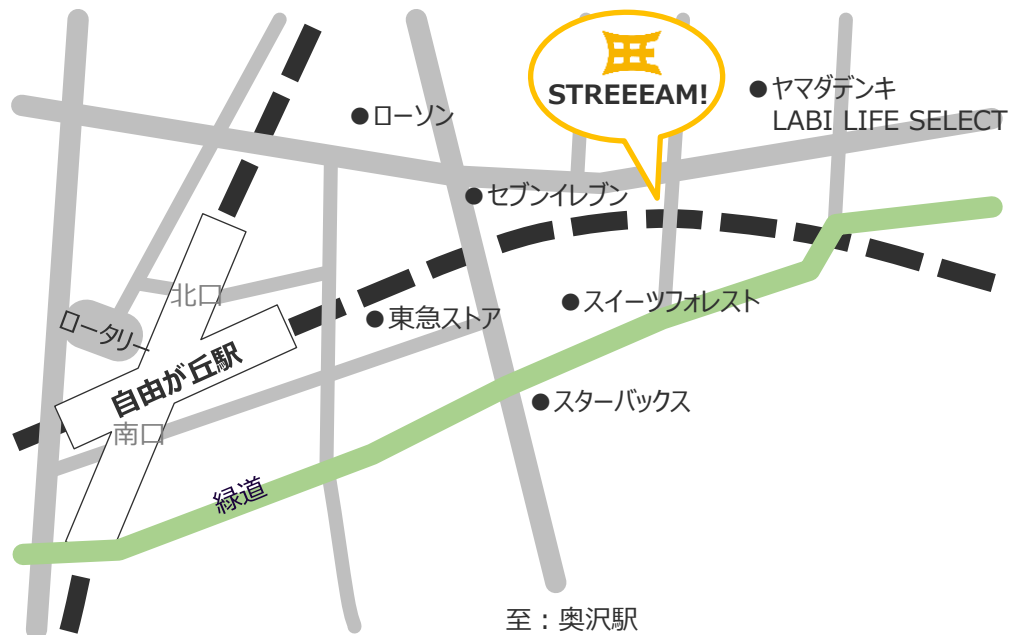 STREEEAM!
ヤマダデンキ
LABI LIFE SELECT
ローソン
セブンイレブン
北口
スイーツフォレスト
東急ストア
ロータリー
自由が丘駅
スターバックス
南口
緑道
至：奥沢駅